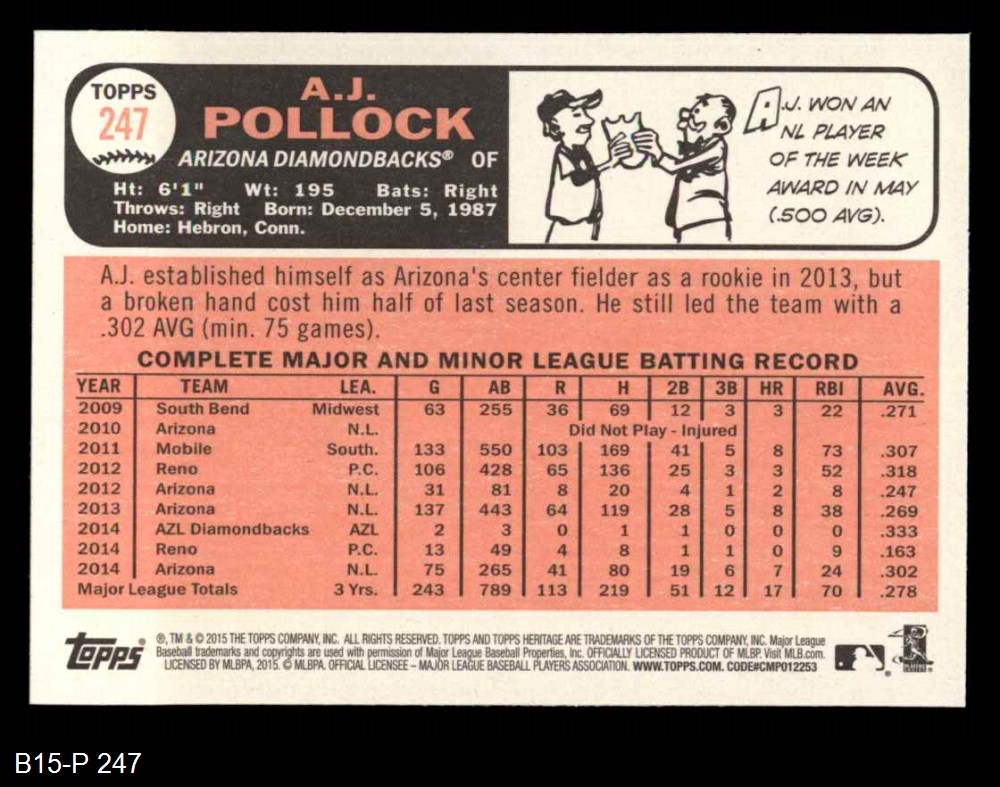 TOPPS
247
A.J.
POLLOCK
ARIZONA DIAMONDBACKS® OF
Ht: 6'1" Wt: 195 Bats: Right
Throws: Right Born: December 5, 1987
Home: Hebron, Conn.
A.J. WON AN
NL PLAYER
OF THE WEEK
AWARD IN MAY
(.500 AVG).
A.J. established himself as Arizona's center fielder as a rookie in 2013, but
a broken hand cost him half of last season. He still led the team with a
.302 AVG (min. 75 games).
COMPLETE MAJOR AND MINOR LEAGUE BATTING RECORD
YEAR TEAM LEA. G AB R H 2B 3B HR RBI AVG.
2009 South Bend Midwest 63 255 36 69 12 3 3 22 .271
2010 Arizona N.L. Did Not Play - Injured
2011 Mobile South. 133 550 103 169 41 5 8 73 .307
2012 Reno P.C. 106 428 65 136 25 3 3 52 .318
2012 Arizona N.L. 31 81 8 20 4 1 2 8 .247
2013 Arizona N.L. 137 443 64 119 28 5 8 38 .269
2014 AZL Diamondbacks AZL 2 3 0 1 1 0 0 0 .333
2014 Reno P.C. 13 49 4 8 1 1 0 9 .163
2014 Arizona N.L. 75 265 41 80 19 6 7 24 .302
Major League Totals 3 Yrs. 243 789 113 219 51 12 17 70 .278
Topps®
®, TM & © 2015 THE TOPPS COMPANY, INC. ALL RIGHTS RESERVED. TOPPS AND TOPPS HERITAGE ARE TRADEMARKS OF THE TOPPS COMPANY, INC. Major League
Baseball trademarks and copyrights are used with permission of Major League Baseball Properties, Inc. OFFICIALLY LICENSED PRODUCT OF MLBP. Visit MLB.com.
LICENSED BY MLBPA, 2015. © MLBPA. OFFICIAL LICENSEE – MAJOR LEAGUE BASEBALL PLAYERS ASSOCIATION. WWW.TOPPS.COM. CODE#CMP012253
B15-P 247